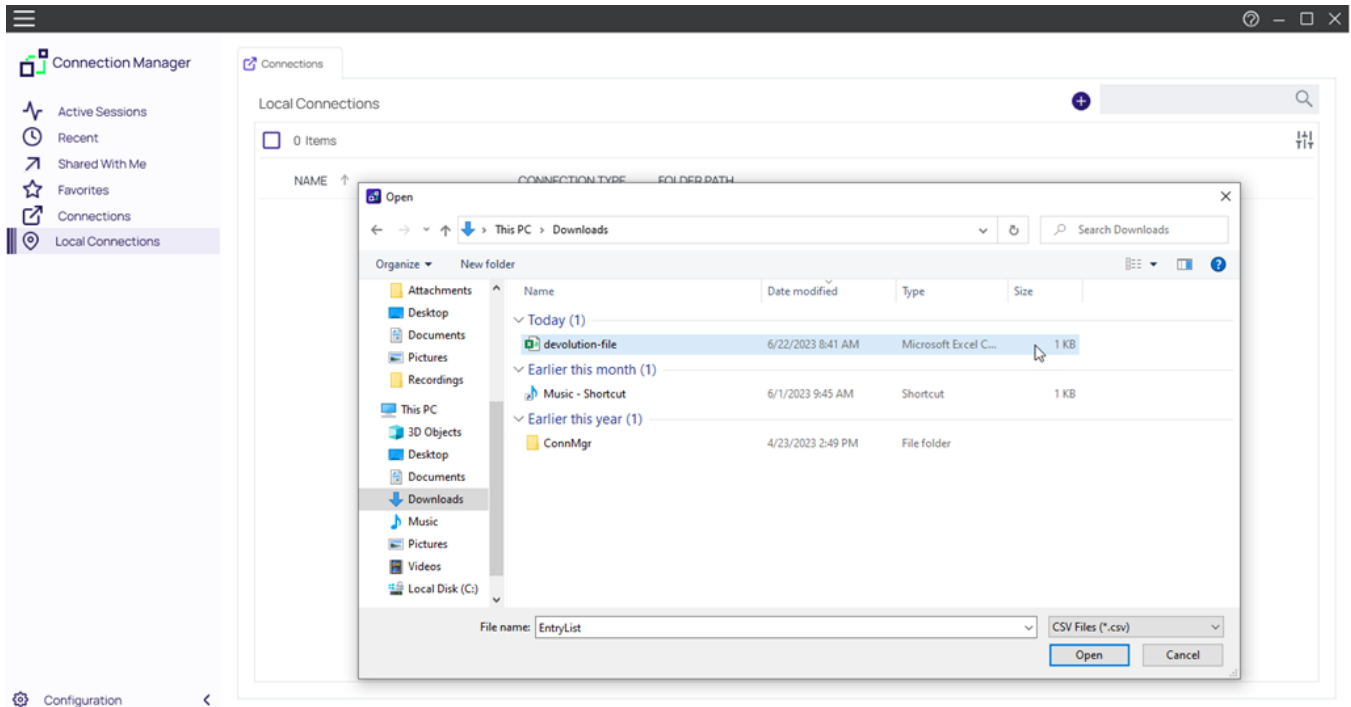 Connection Manager
Active Sessions
Recent
Shared With Me
Favorites
Connections
Local Connections
Configuration
Connections
Local Connections
0 Items
NAME CONNECTION TYPE FOLDER PATH
Open
This PC > Downloads
Search Downloads
Organize New folder
Attachments
Desktop
Documents
Pictures
Recordings
This PC
3D Objects
Desktop
Documents
Downloads
Music
Pictures
Videos
Local Disk (C:)
Name Date modified Type Size
Today (1)
devolution-file 6/22/2023 8:41 AM Microsoft Excel C... 1 KB
Earlier this month (1)
Music - Shortcut 6/1/2023 9:45 AM Shortcut 1 KB
Earlier this year (1)
ConnMgr 4/23/2023 2:49 PM File folder
File name: EntryList CSV Files (*.csv)
Open Cancel